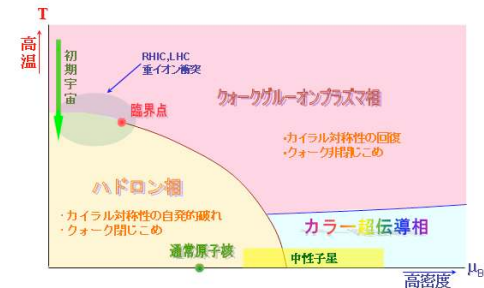 T
高温
初期宇宙
RHIC,LHC
重イオン衝突
臨界点
クォークグルーオンプラズマ相
・カイラル対称性の回復
・クォーク非閉じこめ
ハドロン相
・カイラル対称性の自発的破れ
・クォーク閉じこめ
カラー超伝導相
通常原子核
中性子星
高密度
μB